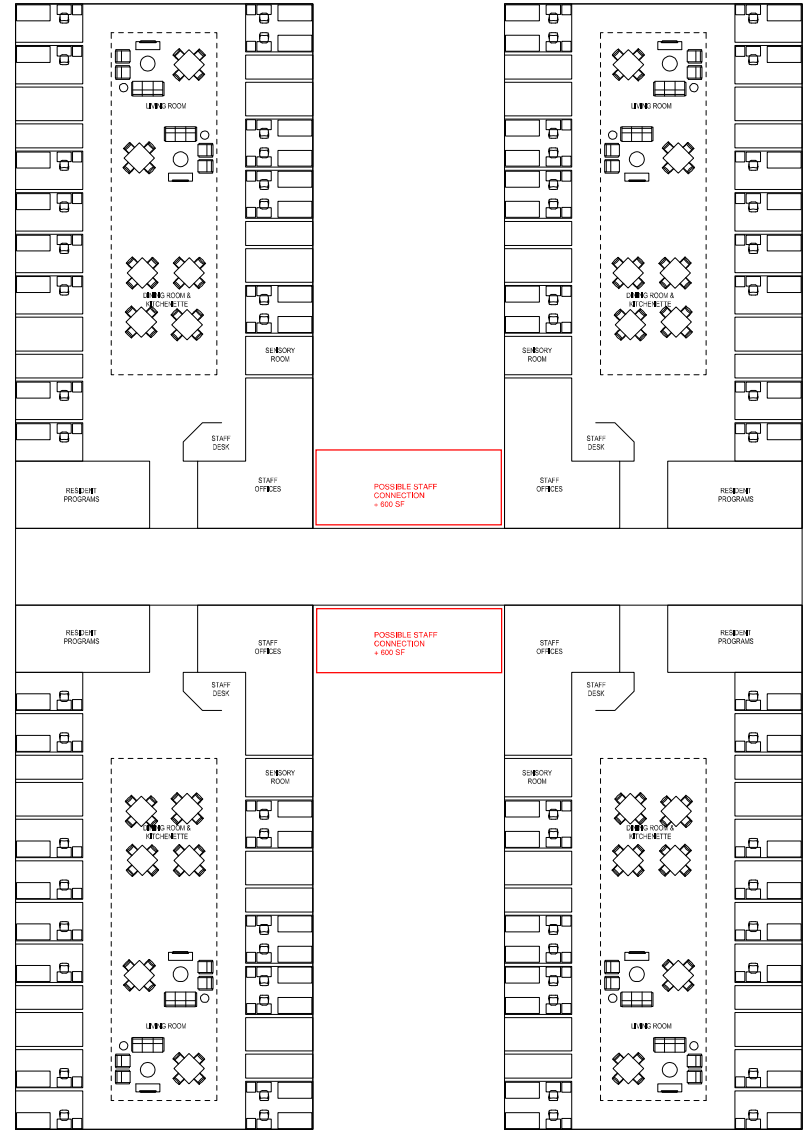 LIVING ROOM
LIVING ROOM
DINING ROOM &
KITCHENETTE
DINING ROOM &
KITCHENETTE
SENSORY
ROOM
SENSORY
ROOM
STAFF
DESK
STAFF
DESK
RESIDENT
PROGRAMS
STAFF
OFFICES
POSSIBLE STAFF
CONNECTION
+ 600 SF
STAFF
OFFICES
RESIDENT
PROGRAMS
RESIDENT
PROGRAMS
STAFF
OFFICES
POSSIBLE STAFF
CONNECTION
+ 600 SF
STAFF
OFFICES
RESIDENT
PROGRAMS
STAFF
DESK
STAFF
DESK
SENSORY
ROOM
SENSORY
ROOM
DINING ROOM &
KITCHENETTE
DINING ROOM &
KITCHENETTE
LIVING ROOM
LIVING ROOM